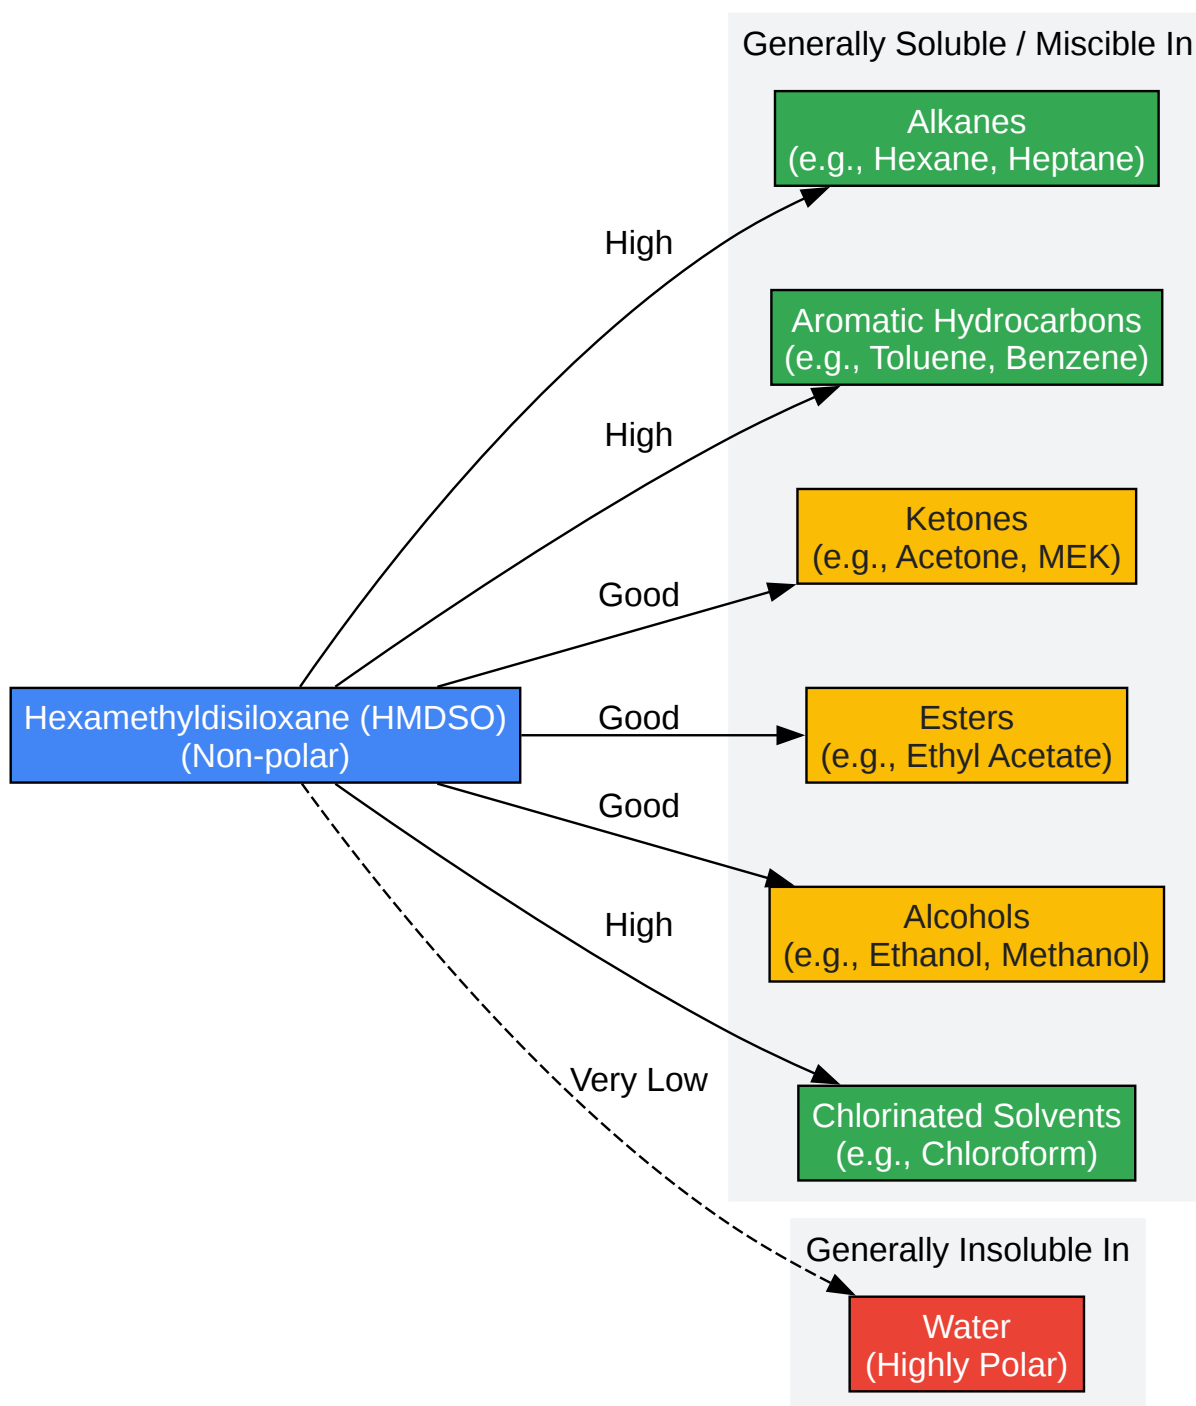 Generally Soluble / Miscible In
Alkanes
(e.g., Hexane, Heptane)
High
Aromatic Hydrocarbons
(e.g., Toluene, Benzene)
High
Ketones
(e.g., Acetone, MEK)
Good
Hexamethyldisiloxane (HMDSO)
(Non-polar)
Good
Esters
(e.g., Ethyl Acetate)
Good
Alcohols
(e.g., Ethanol, Methanol)
High
Very Low
Chlorinated Solvents
(e.g., Chloroform)
Generally Insoluble In
Water
(Highly Polar)